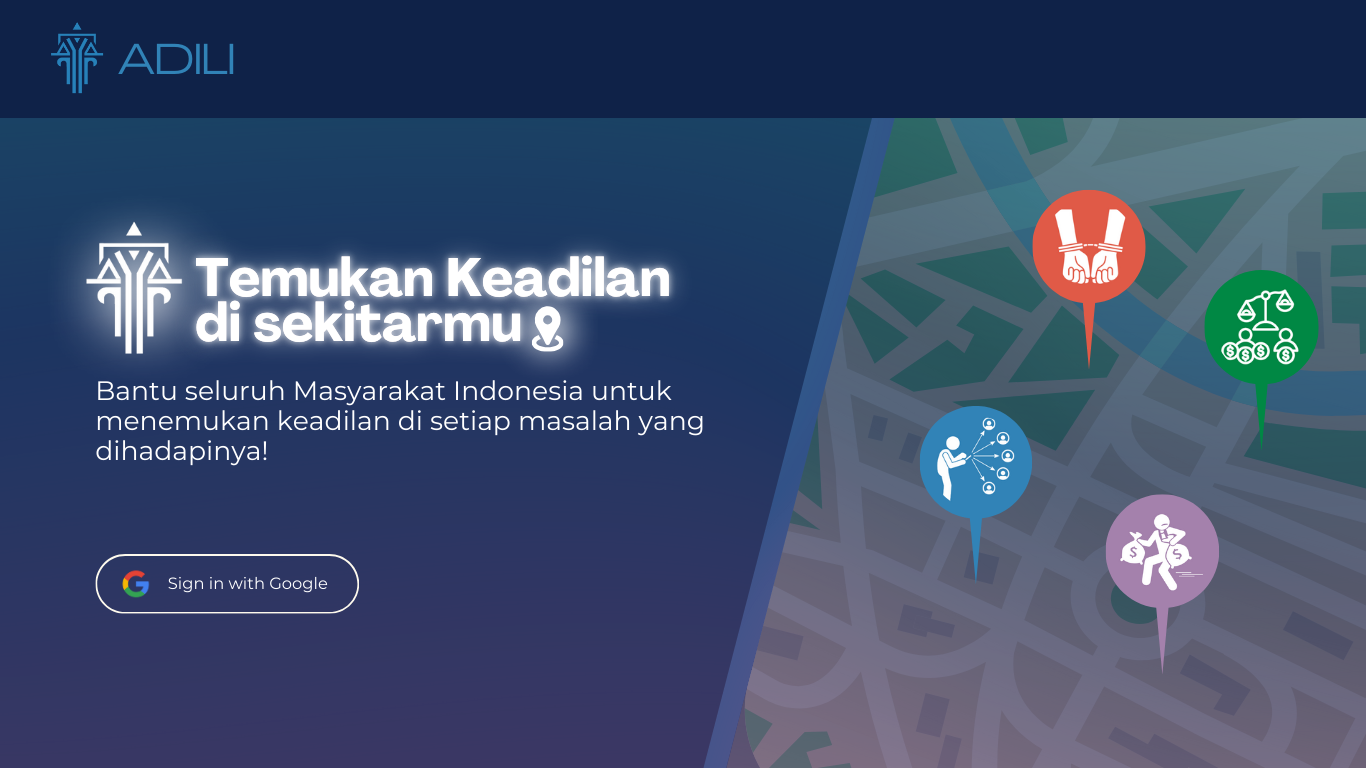 ADILI
Temukan Keadilan
di sekitarmu
Bantu seluruh Masyarakat Indonesia untuk
menemukan keadilan di setiap masalah yang
dihadapinya!
Sign in with Google